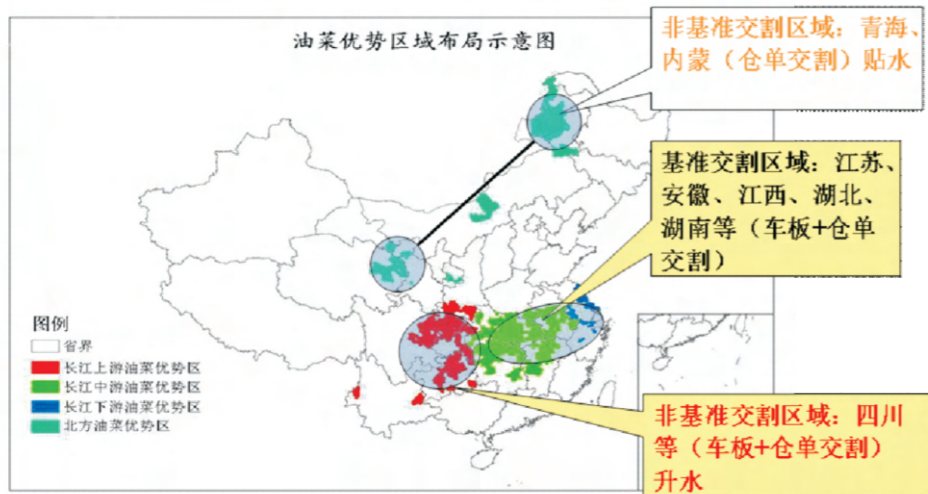 油菜优势区域布局示意图
非基准交割区域：青海、
内蒙（仓单交割）贴水
基准交割区域：江苏、
安徽、江西、湖北、
湖南等（车板+仓单
交割）
图例
省界
长江上游油菜优势区
长江中游油菜优势区
长江下游油菜优势区
北方油菜优势区
非基准交割区域：四川
等（车板+仓单交割）
升水